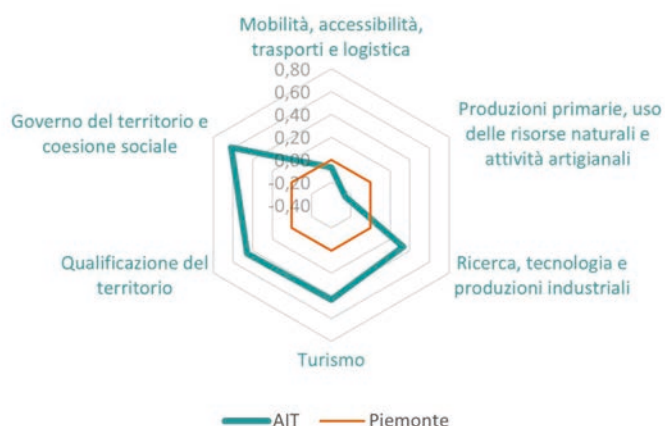 Mobilità, accessibilità,
trasporti e logistica
0,80
0,60
0,40
0,20
0,00
-0,20
-0,40
Produzioni primarie, uso
delle risorse naturali e
attività artigianali
Ricerca, tecnologia e
produzioni industriali
Turismo
Qualificazione del
territorio
Governo del territorio e
coesione sociale
AIT
Piemonte